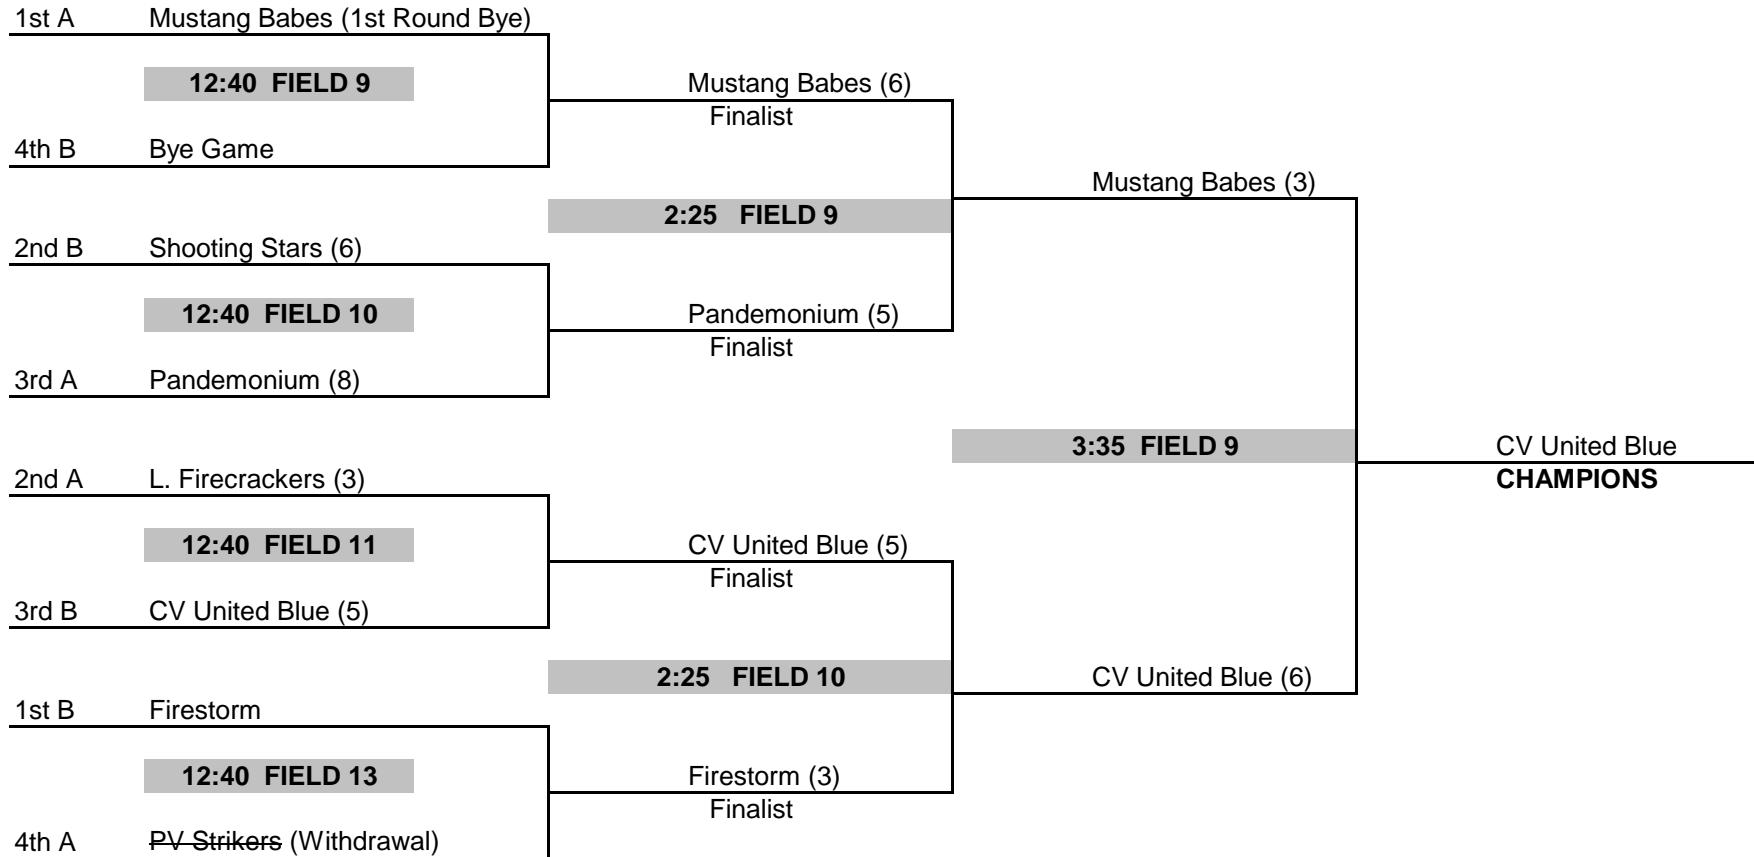 1st A Mustang Babes (1st Round Bye)
12:40 FIELD 9
Mustang Babes (6)
Finalist
4th B Bye Game
Mustang Babes (3)
2:25 FIELD 9
2nd B Shooting Stars (6)
12:40 FIELD 10
Pandemonium (5)
Finalist
3rd A Pandemonium (8)
3:35 FIELD 9
CV United Blue
CHAMPIONS
2nd A L. Firecrackers (3)
12:40 FIELD 11
CV United Blue (5)
Finalist
3rd B CV United Blue (5)
2:25 FIELD 10
CV United Blue (6)
1st B Firestorm
12:40 FIELD 13
Firestorm (3)
Finalist
4th A PV Strikers (Withdrawal)